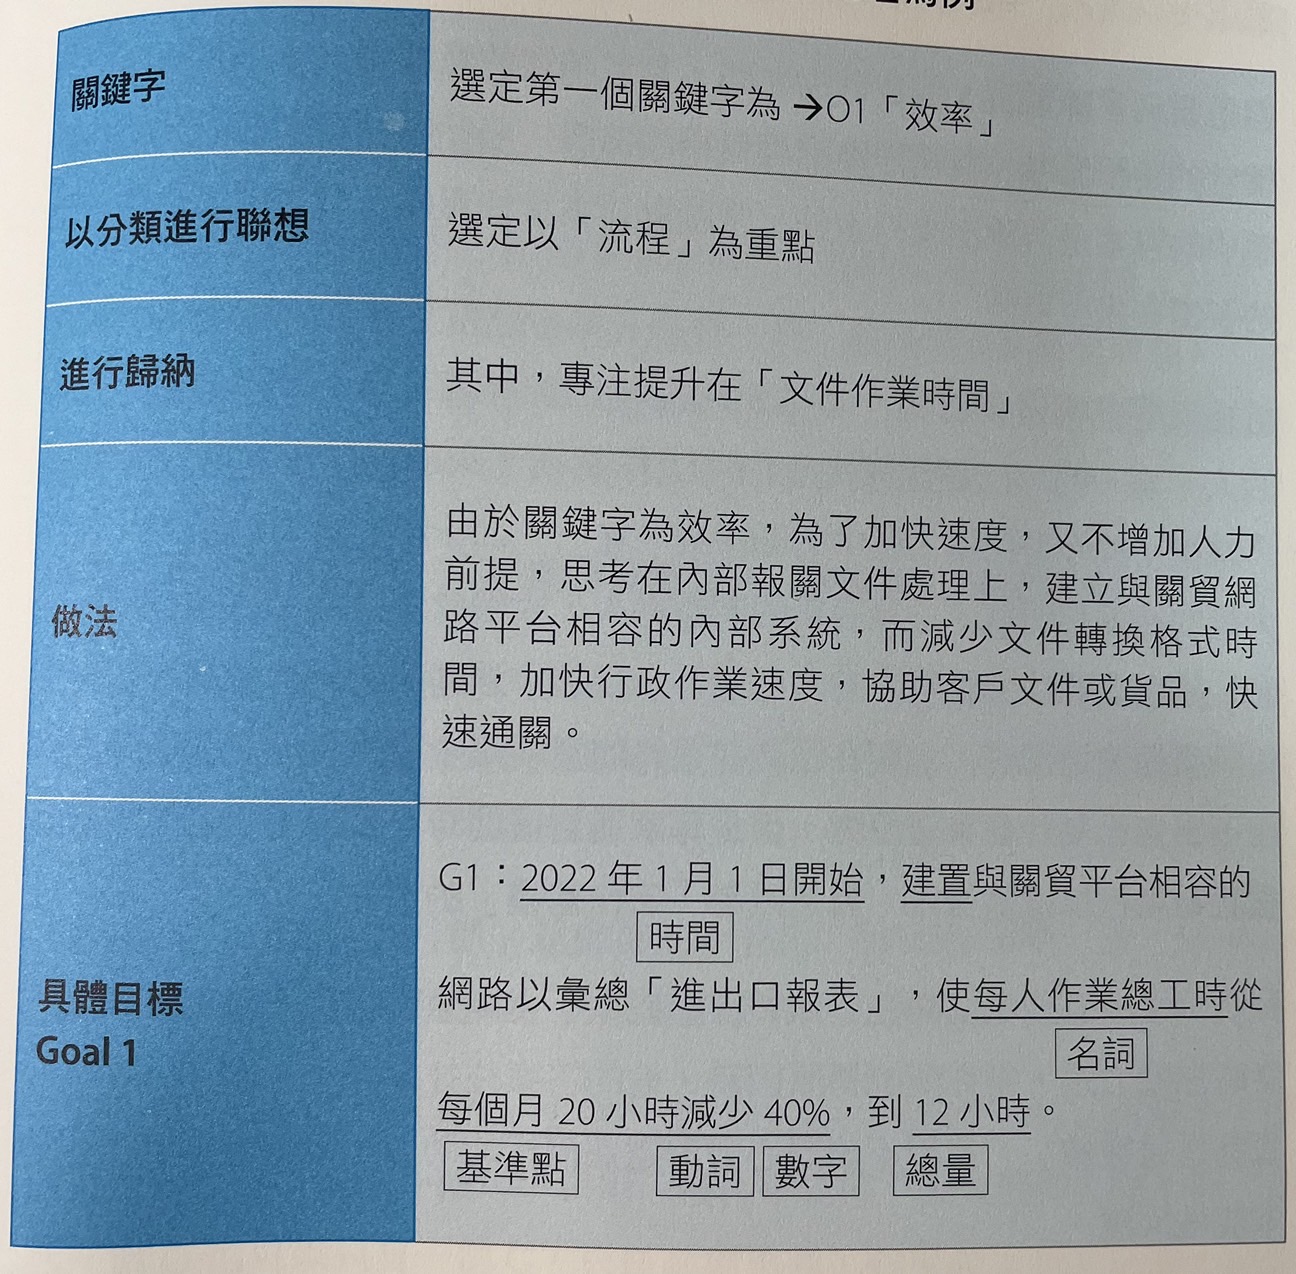 為例
關鍵字
選定第一個關鍵字為→O1「效率」
以分類進行聯想
選定以「流程」為重點
進行歸納
其中，專注提升在「文件作業時間」
做法
由於關鍵字為效率，為了加快速度，又不增加人力
前提，思考在內部報關文件處理上，建立與關貿網
路平台相容的內部系統，而減少文件轉換格式時
間，加快行政作業速度，協助客戶文件或貨品，快
速通關。
具體目標
Goal 1
G1：2022 年 1 月 1 日開始，建置與關貿平台相容的
時間
網路以彙總「進出口報表」，使每人作業總工時從
名詞
每個月 20 小時減少 40%，到 12 小時。
基準點 動詞 數字 總量